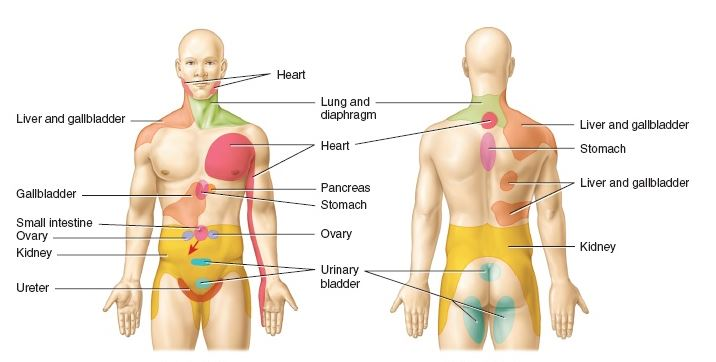 Heart
Lung and
diaphragm
Liver and gallbladder
Heart
Liver and gallbladder
Stomach
Gallbladder
Pancreas
Stomach
Liver and gallbladder
Small intestine
Ovary
Ovary
Kidney
Kidney
Ureter
Urinary
bladder